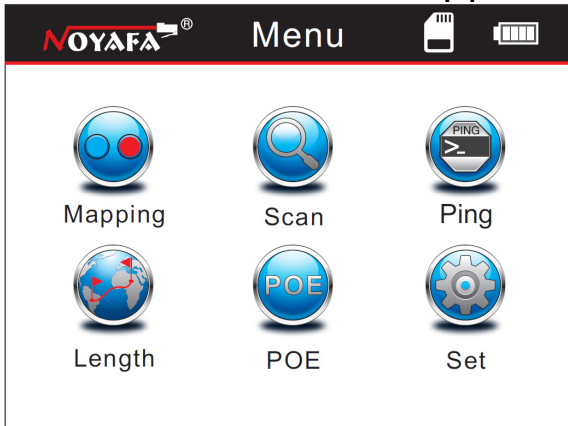 NOYAFA® Menu
PING
>_
Mapping Scan Ping
POE
Length POE Set